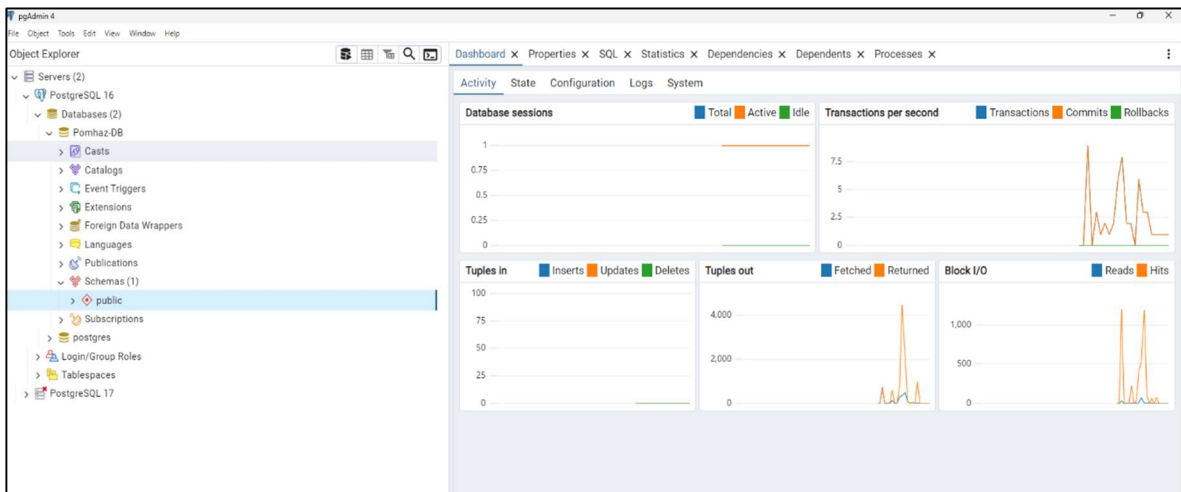 pgAdmin 4
File Object Tools Edit View Window Help
Object Explorer
Servers (2)
PostgreSQL 16
Databases (2)
Pomhaz-DB
Casts
Catalogs
Event Triggers
Extensions
Foreign Data Wrappers
Languages
Publications
Schemas (1)
public
Subscriptions
postgres
Login/Group Roles
Tablespaces
PostgreSQL 17
Dashboard Properties SQL Statistics Dependencies Dependents Processes
Activity State Configuration Logs System
Database sessions Total Active Idle
1
0.75
0.5
0.25
0
Transactions per second Transactions Commits Rollbacks
7.5
5
2.5
0
Tuples in Inserts Updates Deletes
100
75
50
25
0
Tuples out Fetched Returned
4,000
2,000
0
Block I/O Reads Hits
1,000
500
0